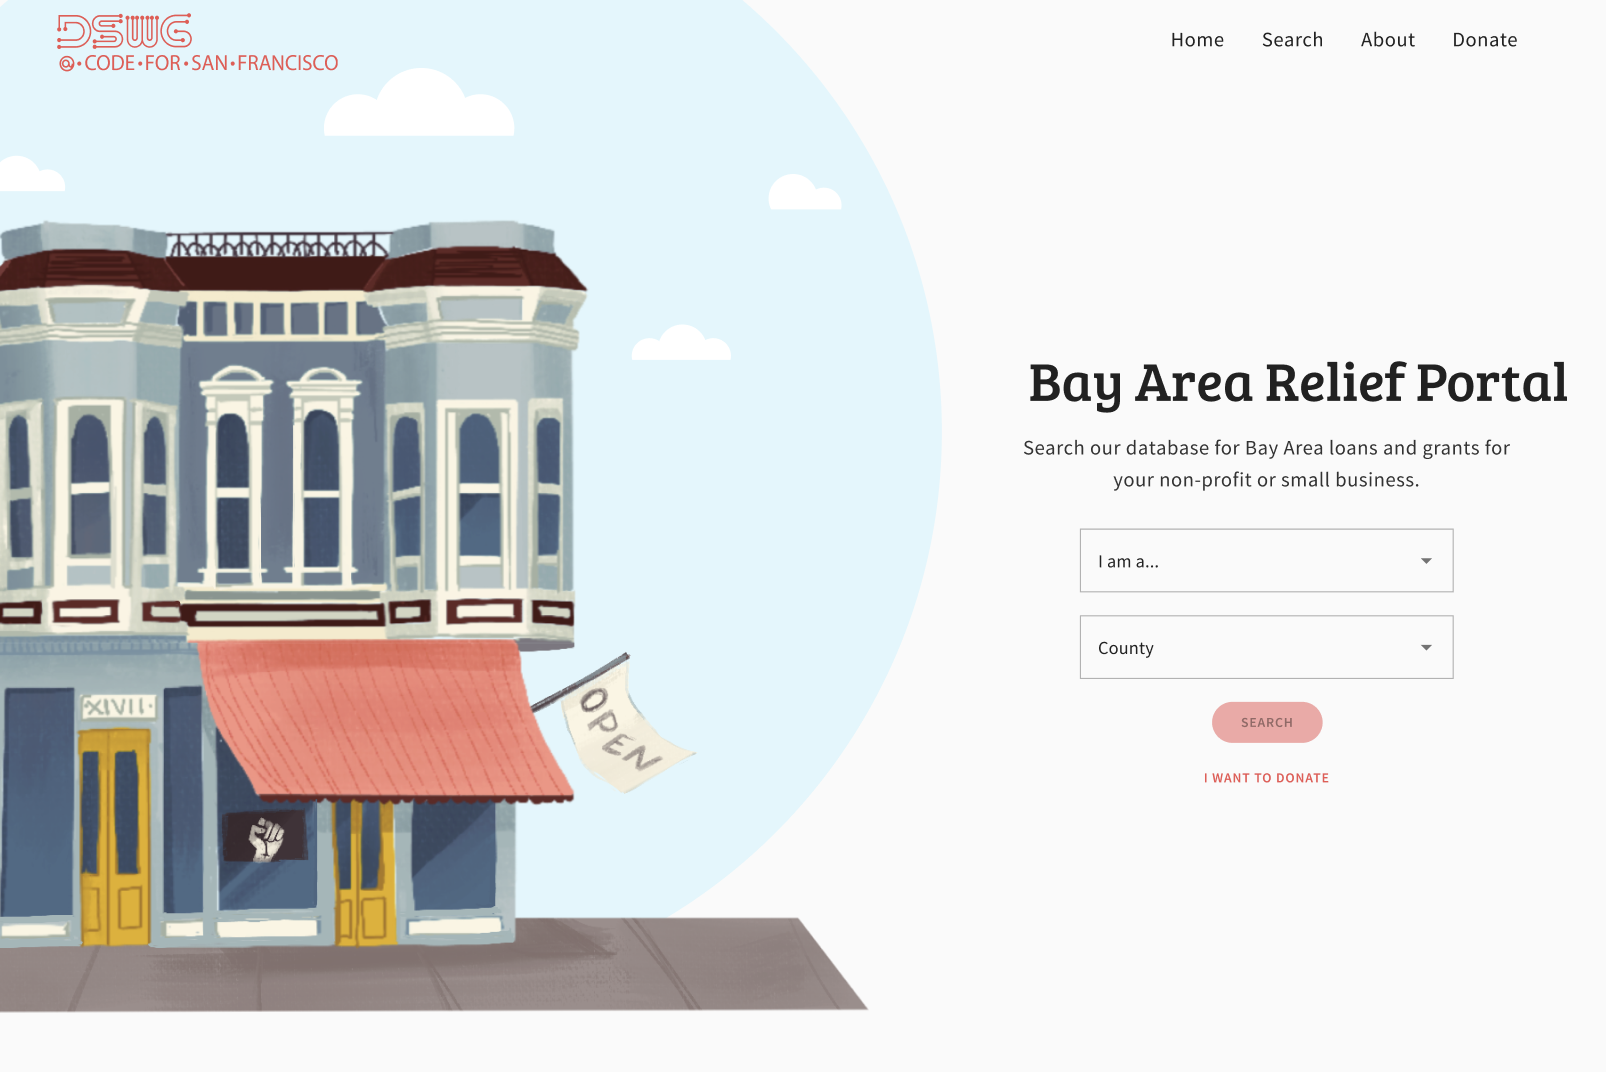 DSWG
@•CODE•FOR•SAN•FRANCISCO
Home Search About Donate
Bay Area Relief Portal
Search our database for Bay Area loans and grants for
your non-profit or small business.
I am a...
County
SEARCH
I WANT TO DONATE
XIVII·
OPEN